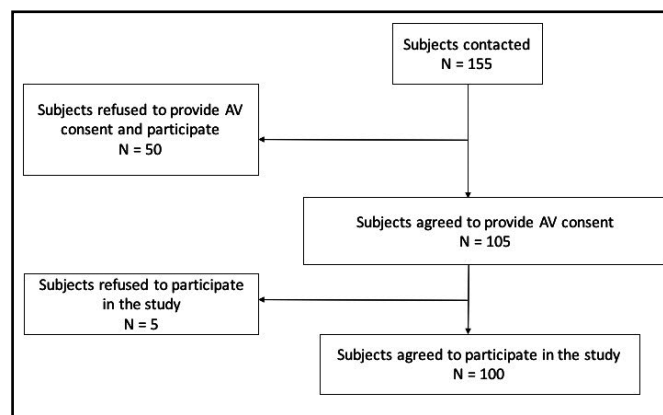 Subjects contacted
N = 155
Subjects refused to provide AV
consent and participate
N = 50
Subjects agreed to provide AV consent
N = 105
Subjects refused to participate
in the study
N = 5
Subjects agreed to participate in the study
N = 100